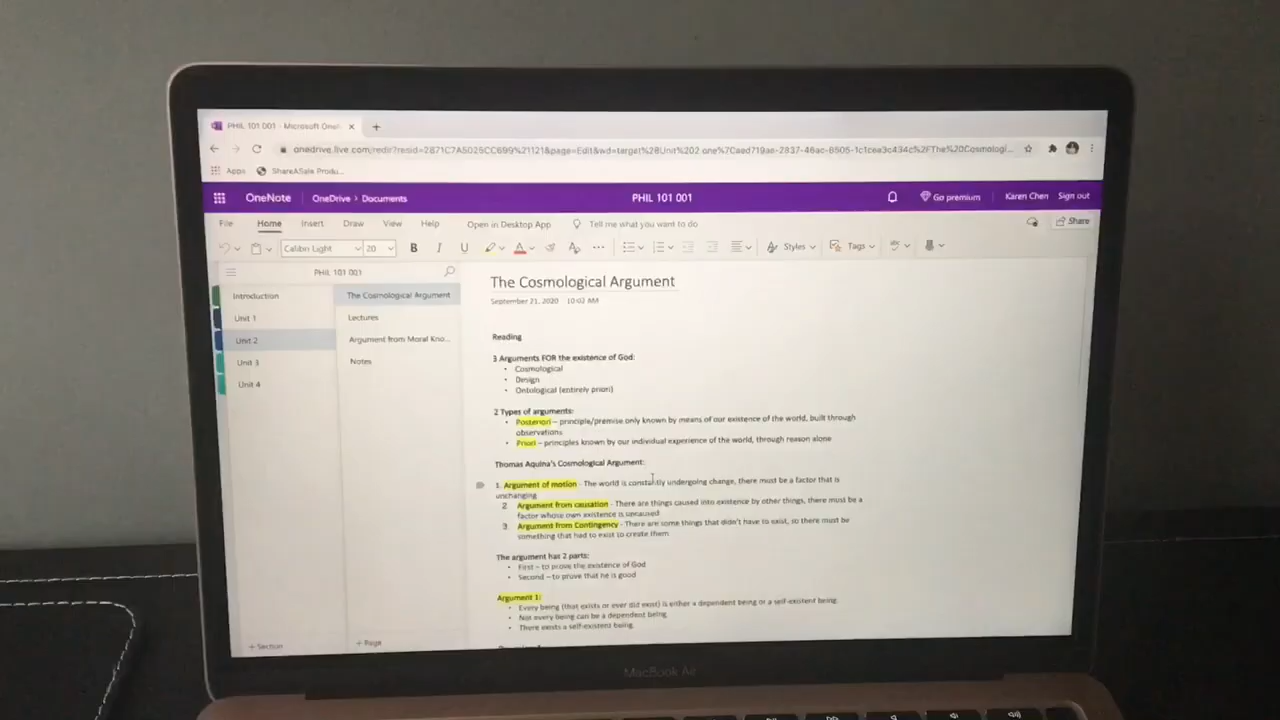 PHIL 101 001 - Microsoft OneN
Apps
ShareASale Produ...
OneNote
OneDrive > Documents
PHIL 101 001
Go premium
Karen Chen
Sign out
File
Home
Insert
Draw
View
Help
Open in Desktop App
Tell me what you want to do
Share
Calibri Light
20
B
I
U
A
Styles
Tags
PHIL 101 001
Introduction
Unit 1
Unit 2
Unit 3
Unit 4
+ Section
The Cosmological Argument
Lectures
Argument from Moral Kno...
Notes
+ Page
The Cosmological Argument
September 21, 2020 10:02 AM
Reading
3 Arguments FOR the existence of God:
• Cosmological
• Design
• Ontological (entirely priori)
2 Types of arguments:
• Posteriori – principle/premise only known by means of our existence of the world, built through
observations
• Priori – principles known by our individual experience of the world, through reason alone
Thomas Aquina's Cosmological Argument:
1. Argument of motion - The world is constantly undergoing change, there must be a factor that is
unchanging
2. Argument from causation - There are things caused into existence by other things, there must be a
factor whose own existence is uncaused
3. Argument from Contingency - There are some things that didn't have to exist, so there must be
something that had to exist to create them
The argument has 2 parts:
• First – to prove the existence of God
• Second – to prove that he is good
Argument 1:
• Every being (that exists or ever did exist) is either a dependent being or a self-existent being
• Not every being can be a dependent being
• There exists a self-existent being.
MacBook Air